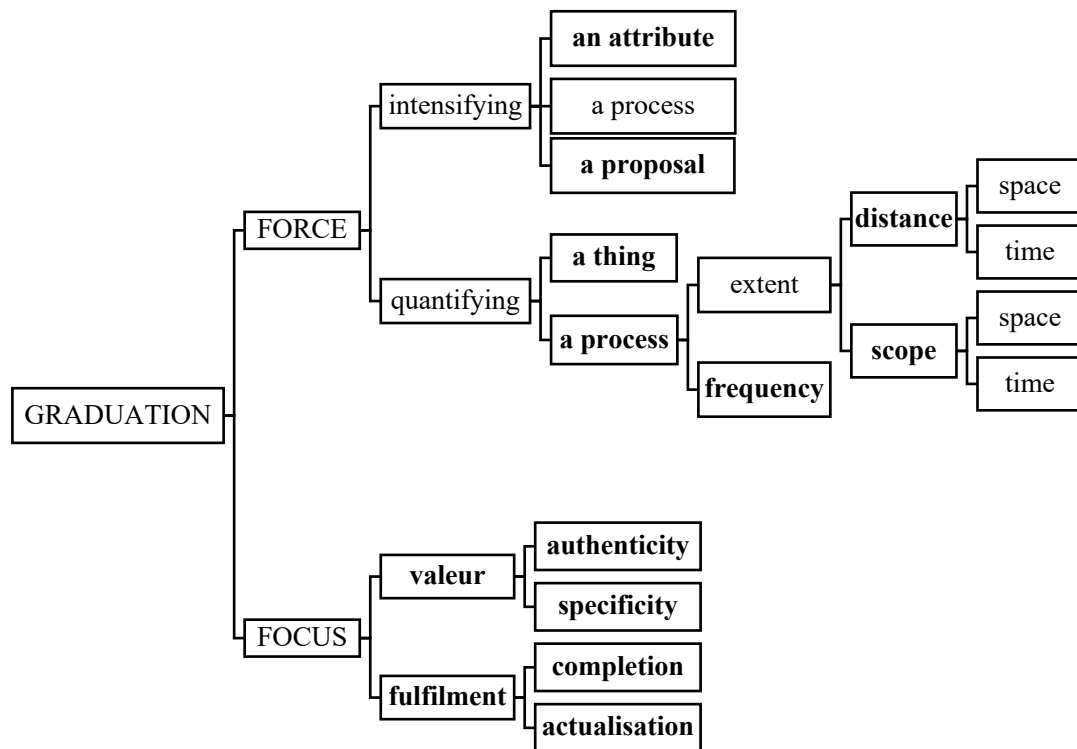 GRADUATION
FORCE
intensifying
an attribute
a process
a proposal
quantifying
a thing
a process
extent
distance
space
time
scope
space
time
frequency
FOCUS
valeur
authenticity
specificity
fulfilment
completion
actualisation